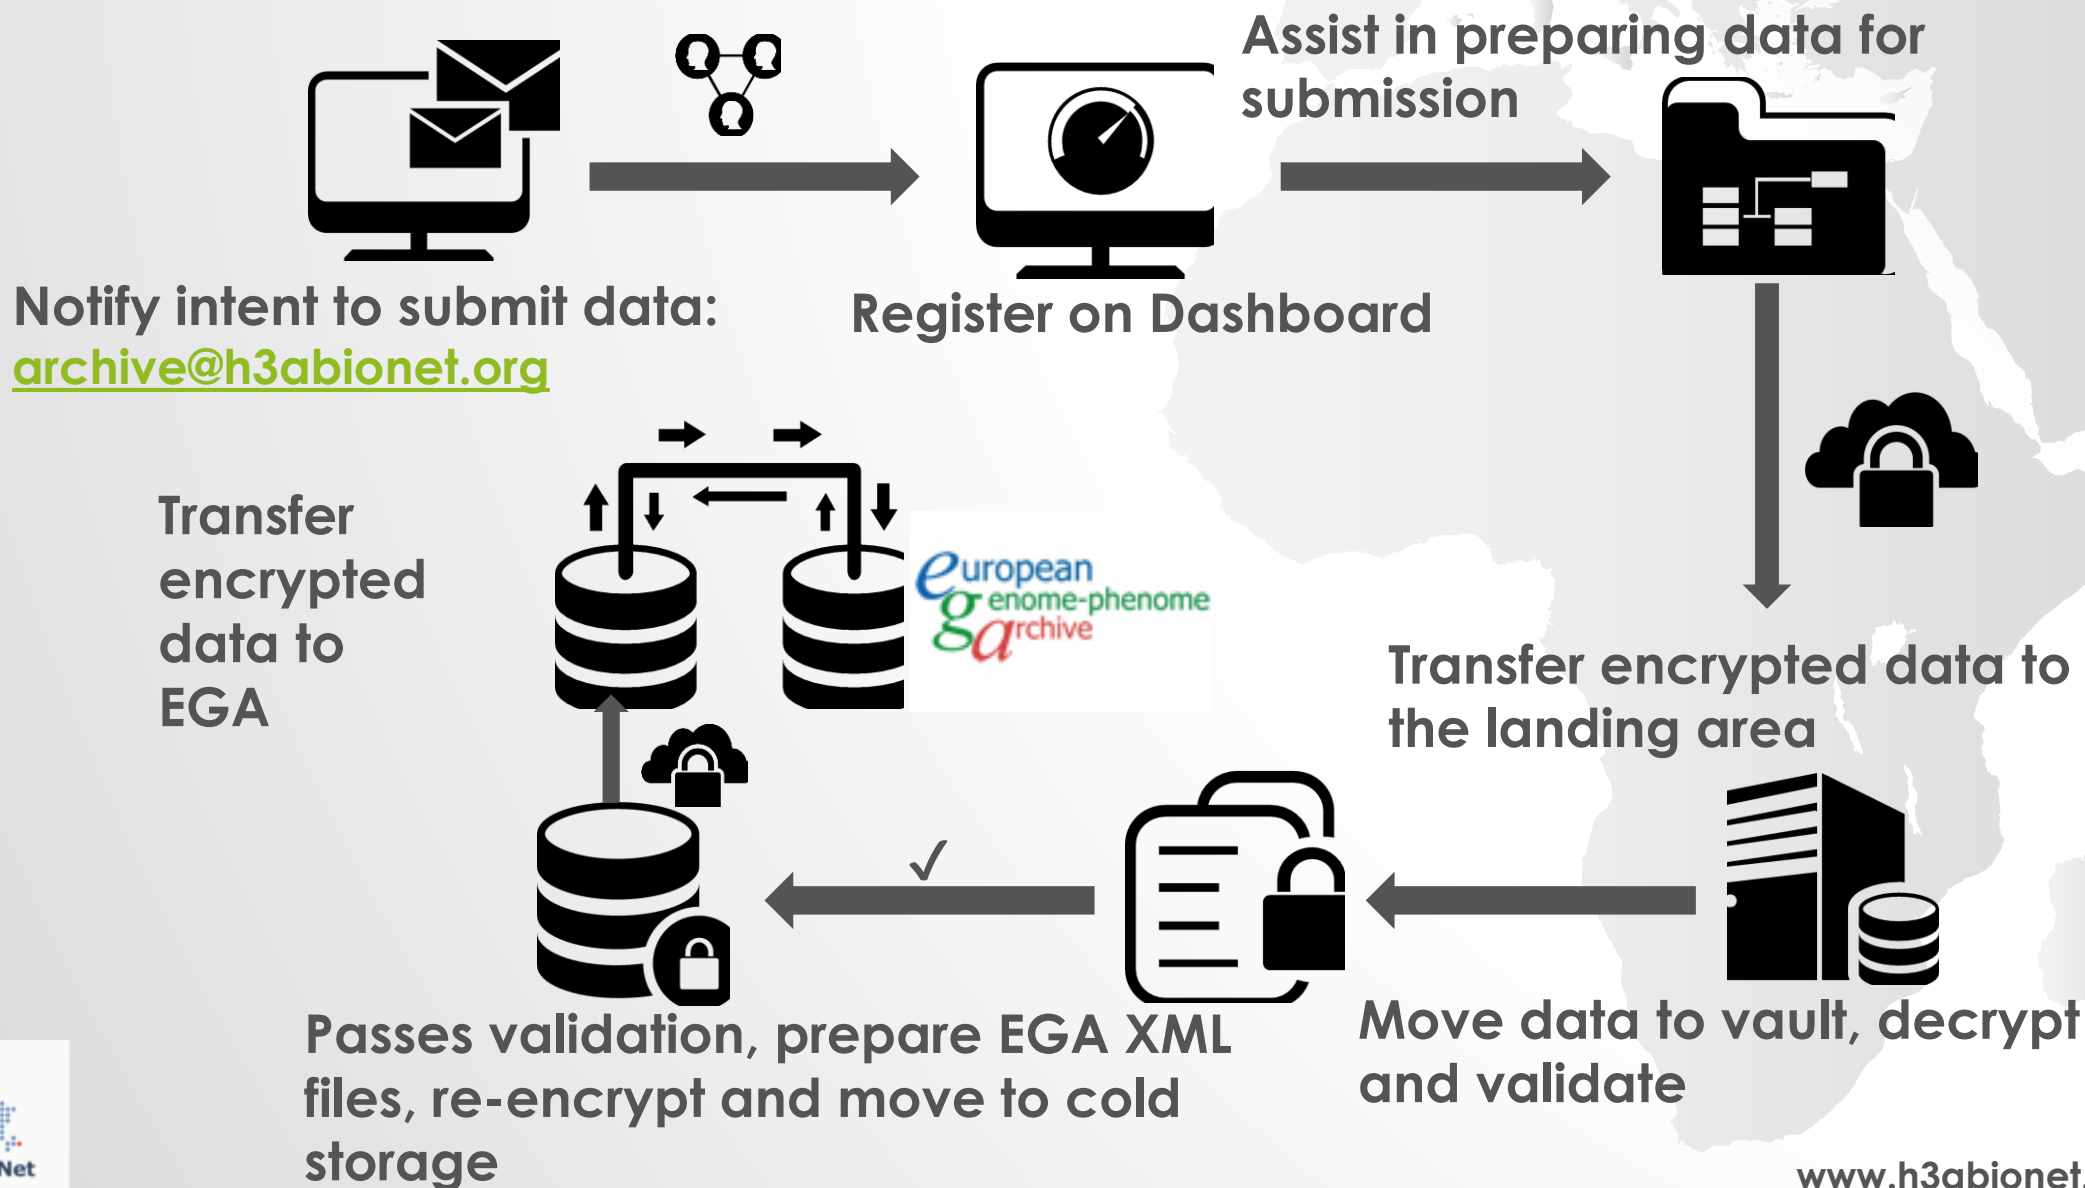 Assist in preparing data for
submission
Notify intent to submit data:
archive@h3abionet.org
Register on Dashboard
Transfer
encrypted
data to
EGA
european
genome-phenome
archive
Transfer encrypted data to
the landing area
Move data to vault, decrypt
and validate
Passes validation, prepare EGA XML
files, re-encrypt and move to cold
storage
Net
www.h3abionet.